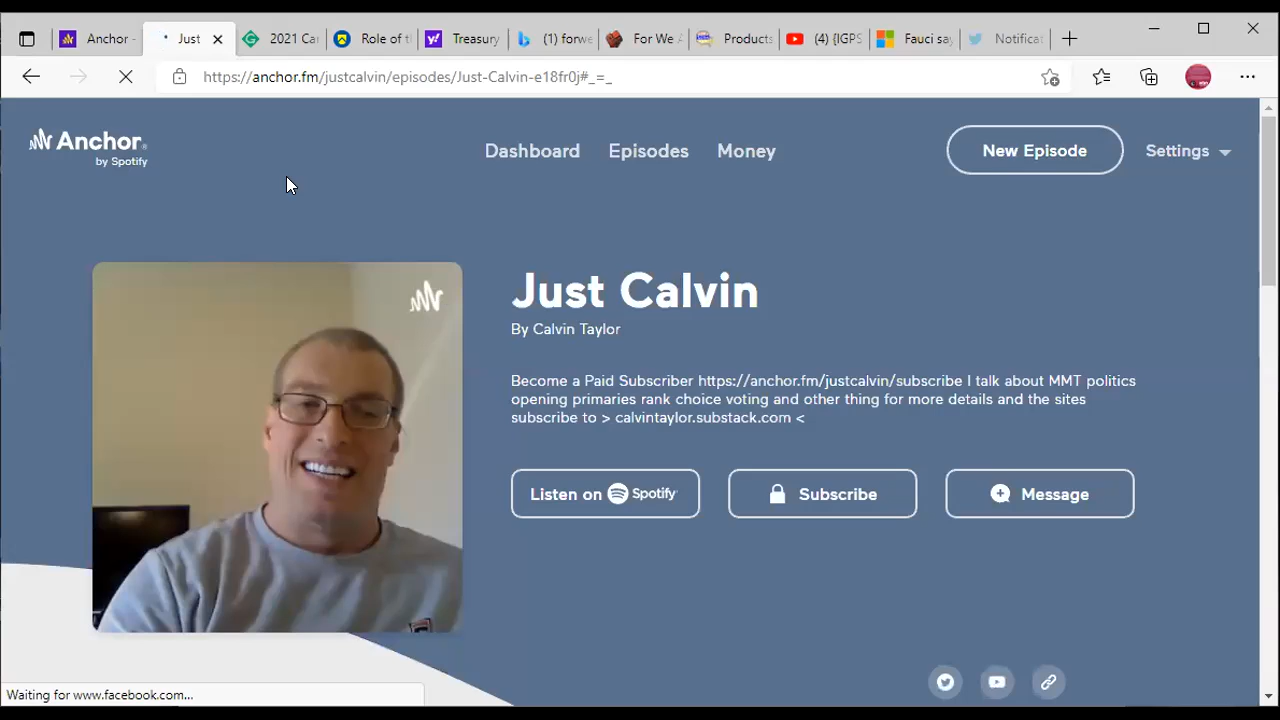 Anchor -
Just
2021 Car
Role of t
Treasury
(1) forwe
For We A
Products
(4) {IGPS
Fauci say
Notificat
https://anchor.fm/justcalvin/episodes/Just-Calvin-e18fr0j#_=_
Anchor
by Spotify
Dashboard
Episodes
Money
New Episode
Settings
Just Calvin
By Calvin Taylor
Become a Paid Subscriber https://anchor.fm/justcalvin/subscribe I talk about MMT politics
opening primaries rank choice voting and other thing for more details and the sites
subscribe to > calvintaylor.substack.com <
Listen on Spotify
Subscribe
Message
Waiting for www.facebook.com...